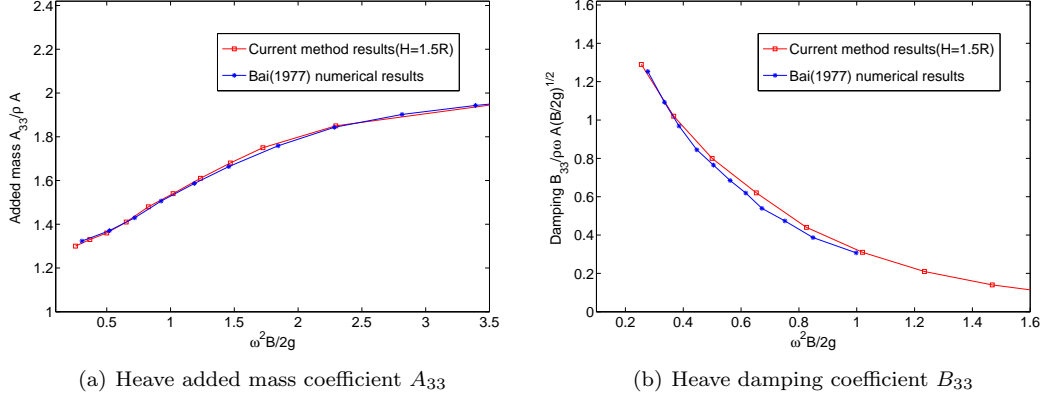 2.2
2
1.8
1.6
1.4
1.2
1
0.5 1 1.5 2 2.5 3 3.5
Added mass A33/ρ A
ω²B/2g
Current method results(H=1.5R)
Bai(1977) numerical results
(a) Heave added mass coefficient A33
1.6
1.4
1.2
1
0.8
0.6
0.4
0.2
0
0.2 0.4 0.6 0.8 1 1.2 1.4 1.6
Damping B33/ρω A(B/2g)^1/2
ω²B/2g
Current method results(H=1.5R)
Bai(1977) numerical results
(b) Heave damping coefficient B33